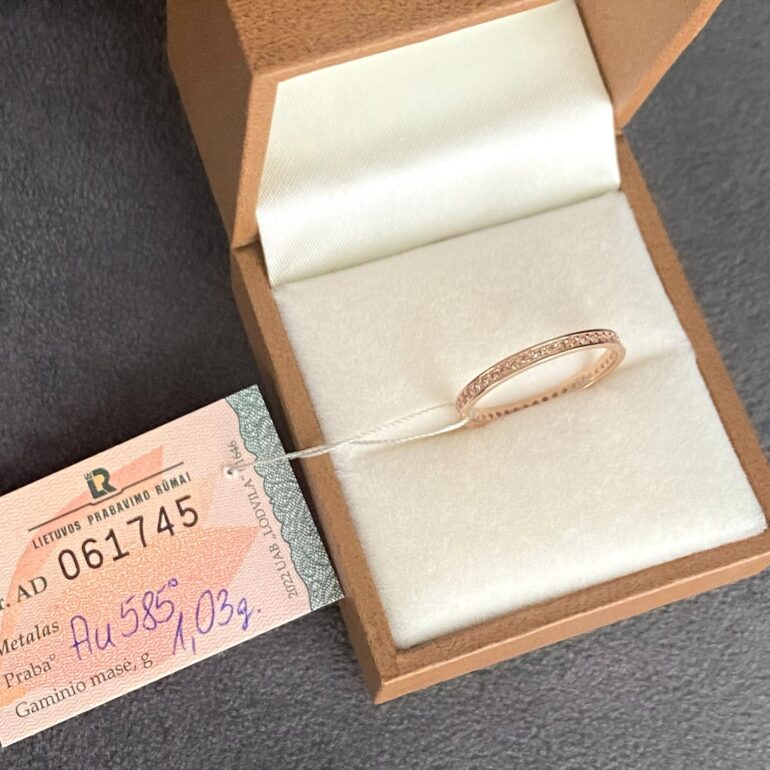 LR
LIETUVOS PRABAVIMO RŪMAI
r. AD 061745
Metalas Au 585°
Praba° 1,03g.
Gaminio masė, g
2022 UAB „LODVILA"